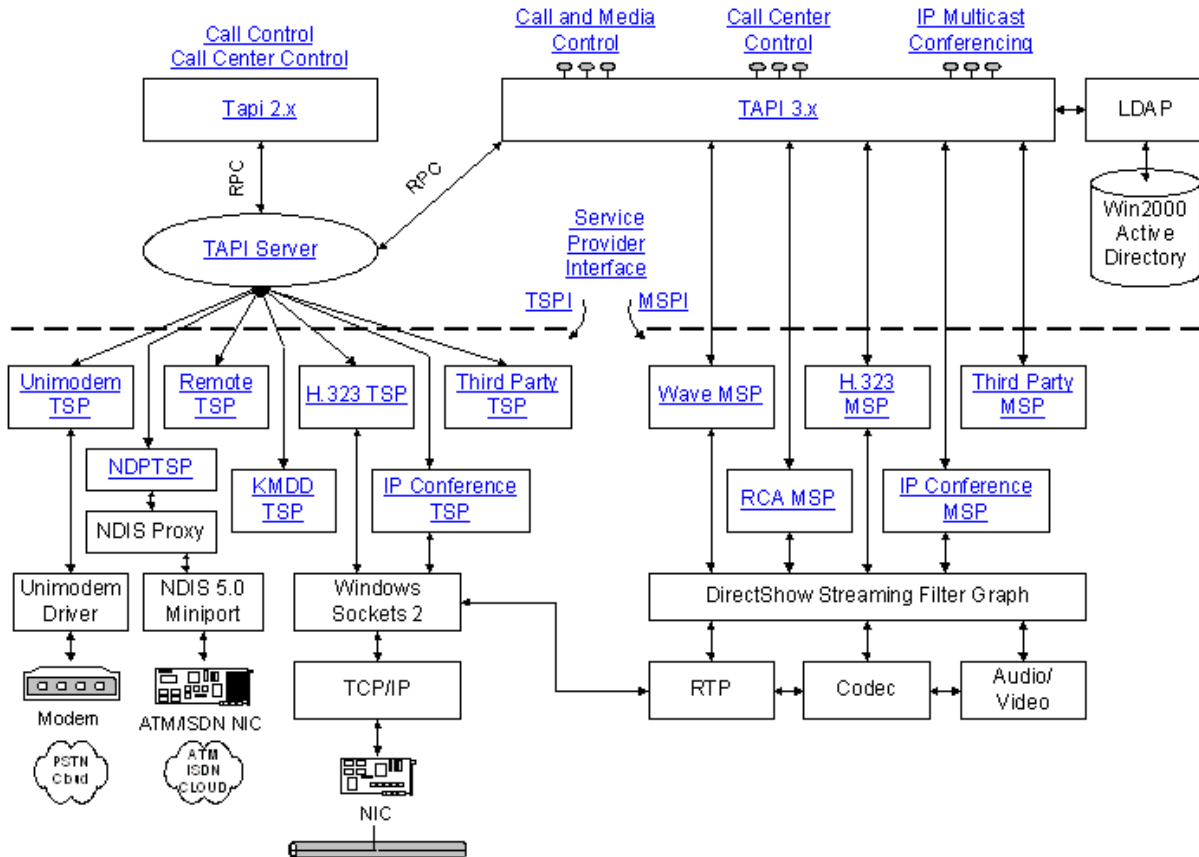 Call Control
Call Center Control
Call and Media
Control
Call Center
Control
IP Multicast
Conferencing
Tapi 2.x
TAPI 3.x
LDAP
RPC
RPC
Win2000
Active
Directory
TAPI Server
Service
Provider
Interface
TSPI
MSPI
Unimodem
TSP
Remote
TSP
H.323 TSP
Third Party
TSP
Wave MSP
H.323
MSP
Third Party
MSP
NDPTSP
KMDD
TSP
IP Conference
TSP
RCA MSP
IP Conference
MSP
NDIS Proxy
Unimodem
Driver
NDIS 5.0
Miniport
Windows
Sockets 2
DirectShow Streaming Filter Graph
TCP/IP
RTP
Codec
Audio/
Video
Modem
ATM/ISDN NIC
PSTN
ATM
ISDN
CLOUD
NIC